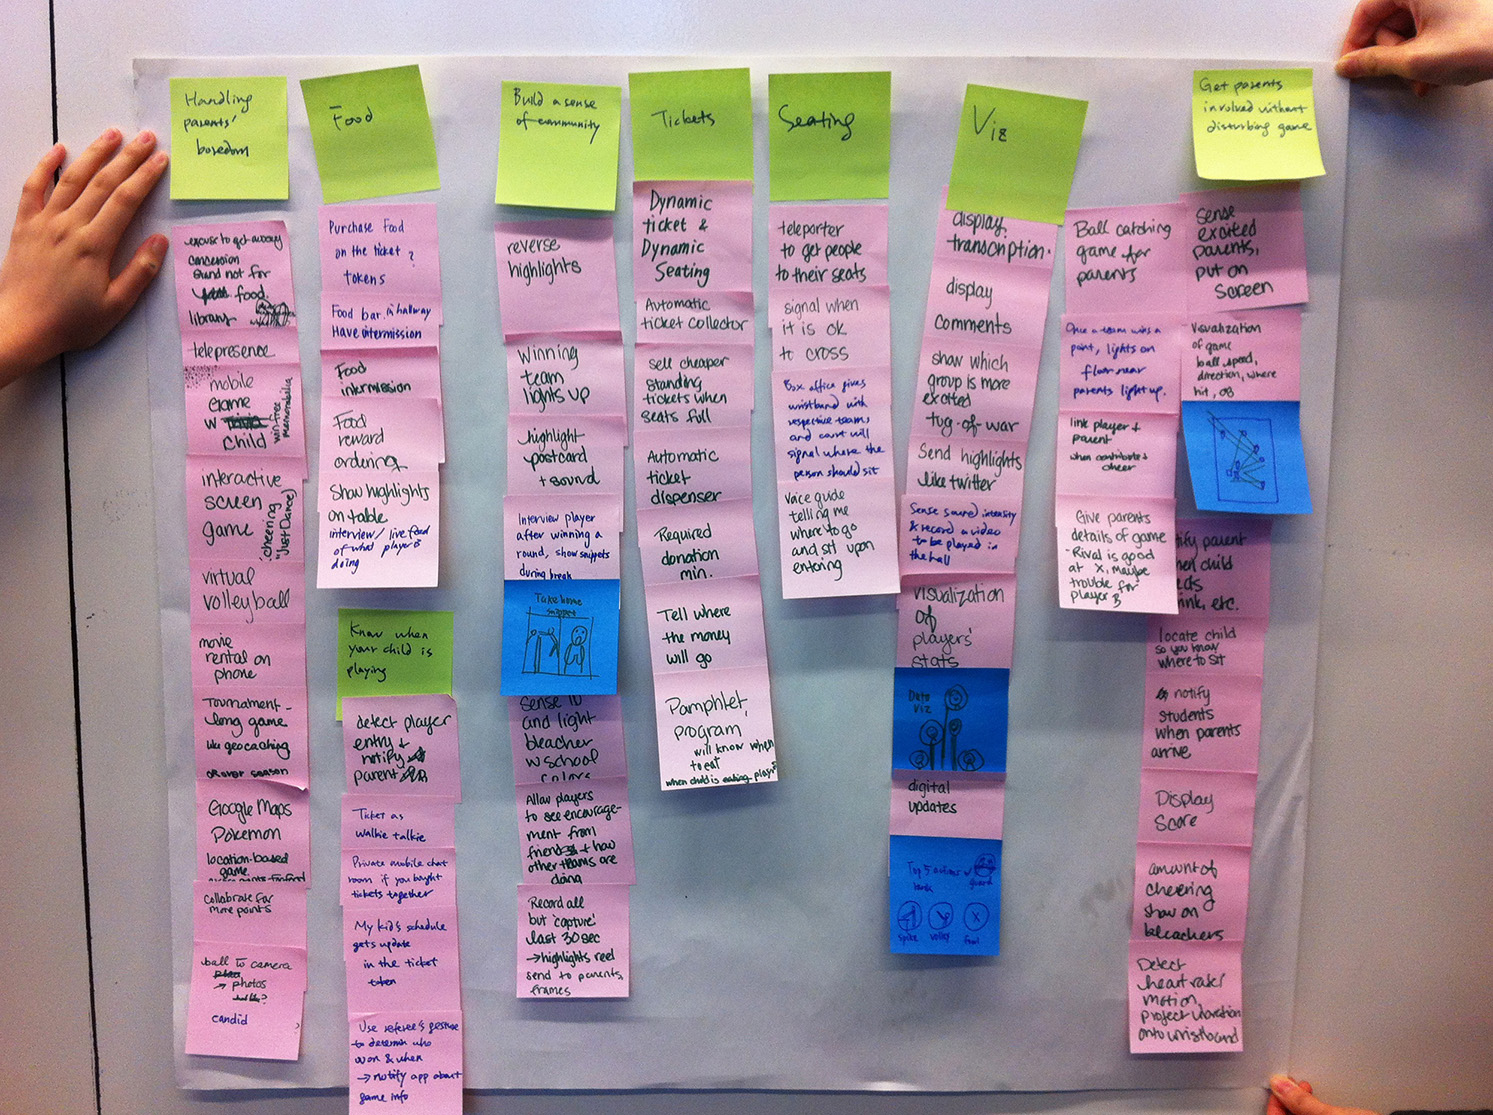 Handling
parents'
boredom
excuse to get away
concession
stand not for
food.
library
telepresence
mobile
Game
w
child
win free
memorabilia
interactive
screen
game
cheering
"Just Dance"
virtual
volleyball
movie
rental on
phone
Tournament-
long game
like geocaching
or over season
Google Maps
Pokemon
location-based
game
collaborate for
more points
ball to camera
→ photos
candid
Food
Purchase Food
on the ticket ?
tokens
Food bar in hallway
Have intermission
Food
intermission
Food
reward
ordering
Show highlights
on table
interview / live feed
of what player is
doing
Know when
your child is
playing
detect player
entry +
notify
parent
Ticket as
walkie talkie
Private mobile chat
room if you bought
tickets together
My kid's schedule
gets update
in the ticket
token
Use referee's gesture
to determine who
won & when
→ notify app about
game info
Build a sense
of community
reverse
highlights
Winning
team
lights up
highlight
postcard
+ sound
Interview player
after winning a
round, show snippets
during break
Take home
snippet
Sense ID
and light
bleacher
w school
colors
Allow players
to see encourage-
ment from
friends + how
other teams are
doing
Record all
but 'capture'
last 30 sec
→ highlights reel
send to parents,
frames
Tickets
Dynamic
ticket &
Dynamic
Seating
Automatic
ticket collector
sell cheaper
standing
tickets when
seats full
Automatic
ticket
dispenser
Required
donation
min.
Tell where
the money
will go
Pamphlet,
program
will know when
to eat
when child is eating, playing
Seating
teleporter
to get people
to their seats
signal when
it is ok
to cross
Box office gives
wristband with
respective teams
and court will
signal where the
person should sit
Voice guide
telling me
where to go
and sit upon
entering
Viz
display
transcription.
display
comments
show which
group is more
excited
tug-of-war
Send highlights
like twitter
Sense sound intensity
& record a video
to be played in
the hall
visualization
of
players'
stats
Data
Viz
digital
updates
Top 5
spike
volley
foul
Get parents
involved without
disturbing game
Ball catching
game for
parents
Once a team wins a
point, lights on
floor near
parents light up.
link player +
parent
when contribute +
cheer
Give parents
details of game
-Rival is good
at X, maybe
trouble for
player B
Sense
excited
parents,
put on
screen
Visualization
of game
ball speed,
direction, where
hit, OB
tify parent
hen child
eds
ink, etc.
locate child
so you know
where to sit
notify
students
when parents
arrive
Display
Score
amount of
cheering
show on
bleachers
Detect
heart rate/
motion,
project vibration
onto wristband